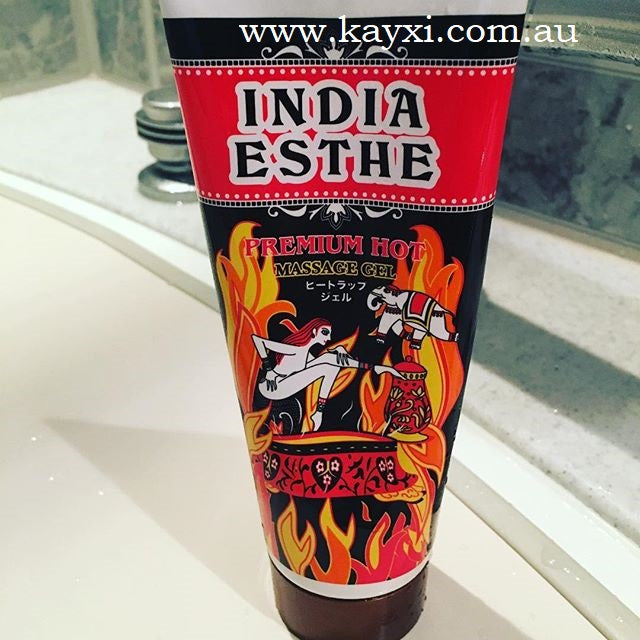 www.kayxi.com.au
INDIA
ESTHE
PREMIUM HOT
MASSAGE GEL
ヒートラップ
ジェル